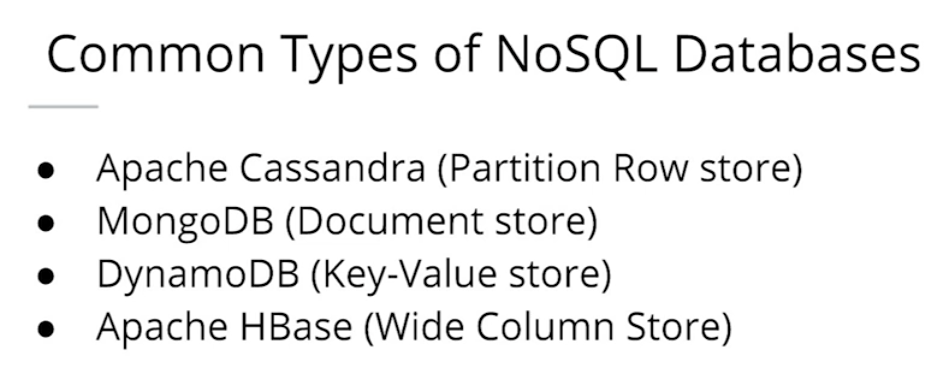 Common Types of NoSQL Databases
● Apache Cassandra (Partition Row store)
● MongoDB (Document store)
● DynamoDB (Key-Value store)
● Apache HBase (Wide Column Store)